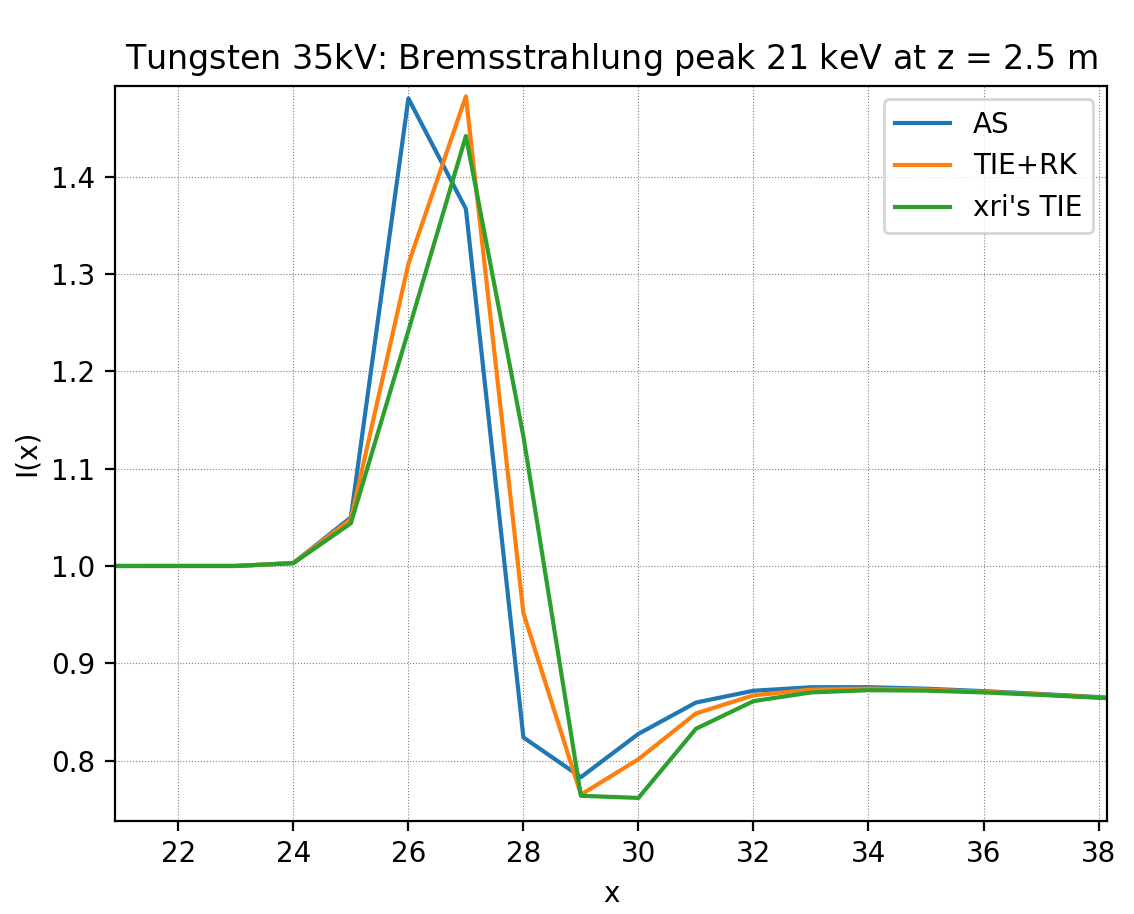 Tungsten 35kV: Bremsstrahlung peak 21 keV at z = 2.5 m
AS
TIE+RK
xri's TIE
I(x)
1.4
1.3
1.2
1.1
1.0
0.9
0.8
22 24 26 28 30 32 34 36 38
x